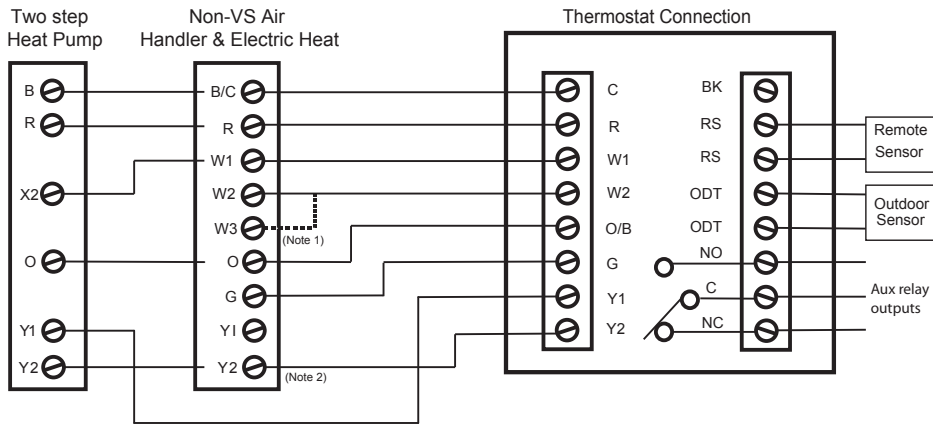 Two step
Heat Pump
Non-VS Air
Handler & Electric Heat
Thermostat Connection
B
R
X2
O
Y1
Y2
B/C
R
W1
W2
W3
(Note 1)
O
G
YI
Y2
(Note 2)
C
R
W1
W2
O/B
G
Y1
Y2
BK
RS
RS
ODT
ODT
NO
C
NC
Remote
Sensor
Outdoor
Sensor
Aux relay
outputs